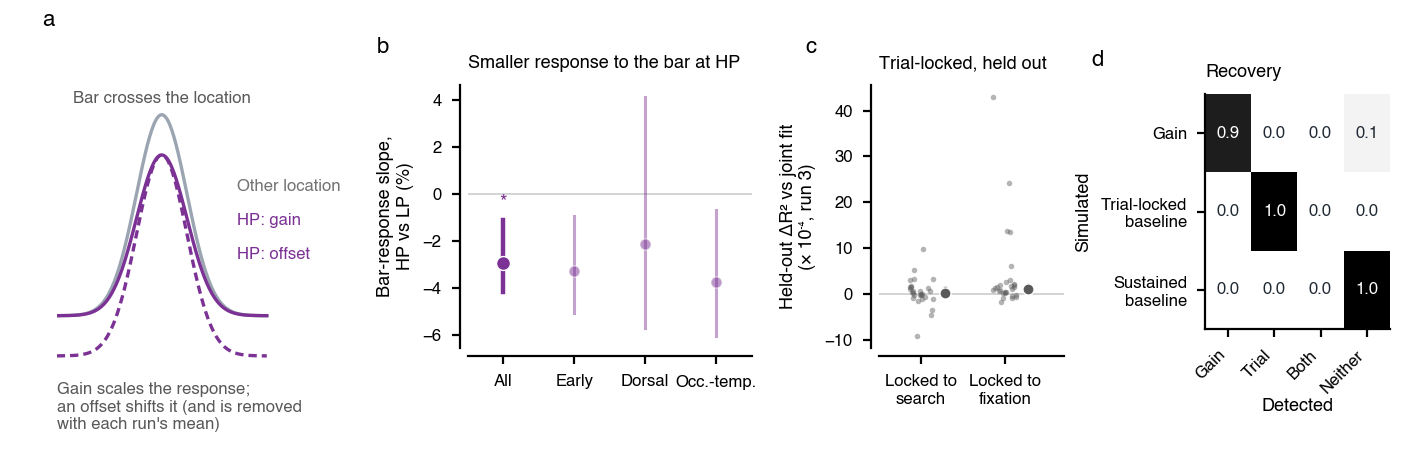 a
Bar crosses the location
Other location
HP: gain
HP: offset
Gain scales the response;
an offset shifts it (and is removed
with each run's mean)
b
Smaller response to the bar at HP
Bar-response slope,
HP vs LP (%)
4
2
0
−2
−4
−6
*
All
Early
Dorsal
Occ.-temp.
c
Trial-locked, held out
Held-out ΔR² vs joint fit
(× 10⁻⁴, run 3)
40
30
20
10
0
−10
Locked to
search
Locked to
fixation
d
Recovery
Simulated
Gain
0.9
0.0
0.0
0.1
Trial-locked
baseline
0.0
1.0
0.0
0.0
Sustained
baseline
0.0
0.0
0.0
1.0
Gain
Trial
Both
Neither
Detected